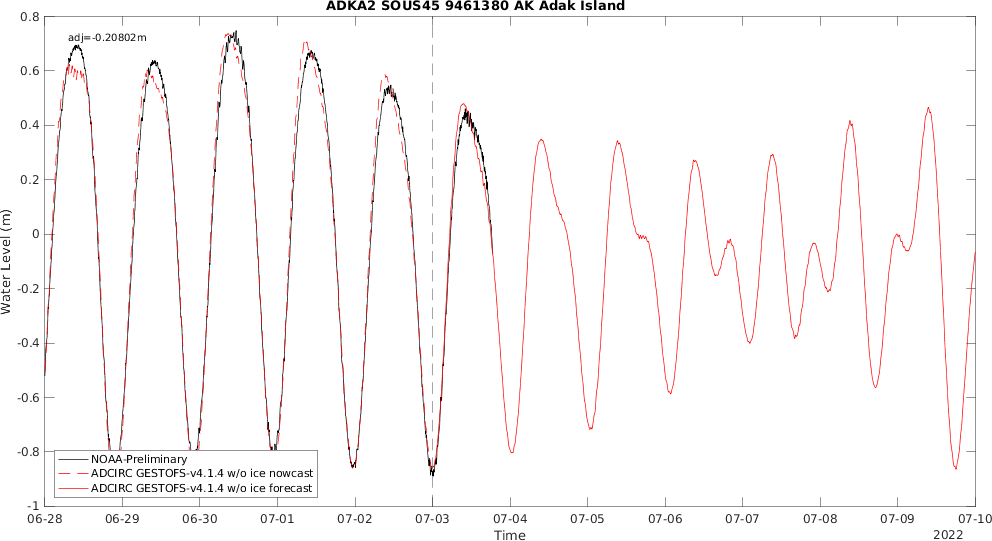 ADKA2 SOUS45 9461380 AK Adak Island
adj=-0.20802m
0.8
0.6
0.4
0.2
0
-0.2
-0.4
-0.6
-0.8
-1
Water Level (m)
NOAA-Preliminary
ADCIRC GESTOFS-v4.1.4 w/o ice nowcast
ADCIRC GESTOFS-v4.1.4 w/o ice forecast
06-28 06-29 06-30 07-01 07-02 07-03 07-04 07-05 07-06 07-07 07-08 07-09 07-10
Time
2022